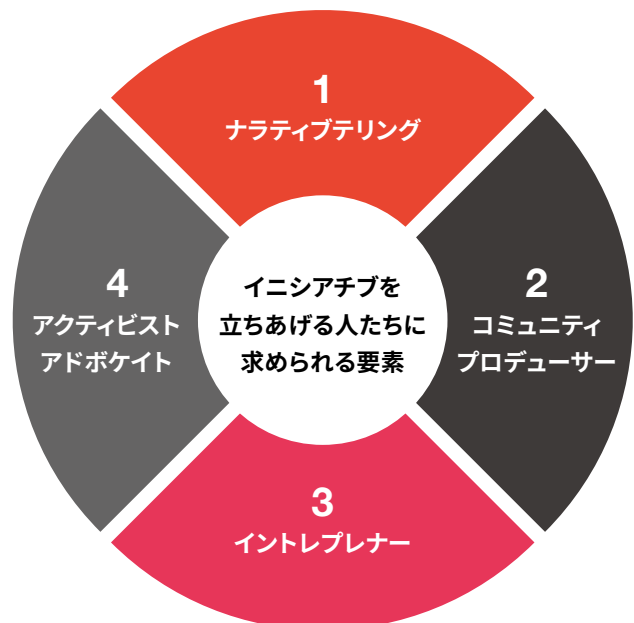 1
ナラティブテリング
2
コミュニティ
プロデューサー
3
イントレプレナー
4
アクティビスト
アドボケイト
イニシアチブを
立ちあげる人たちに
求められる要素